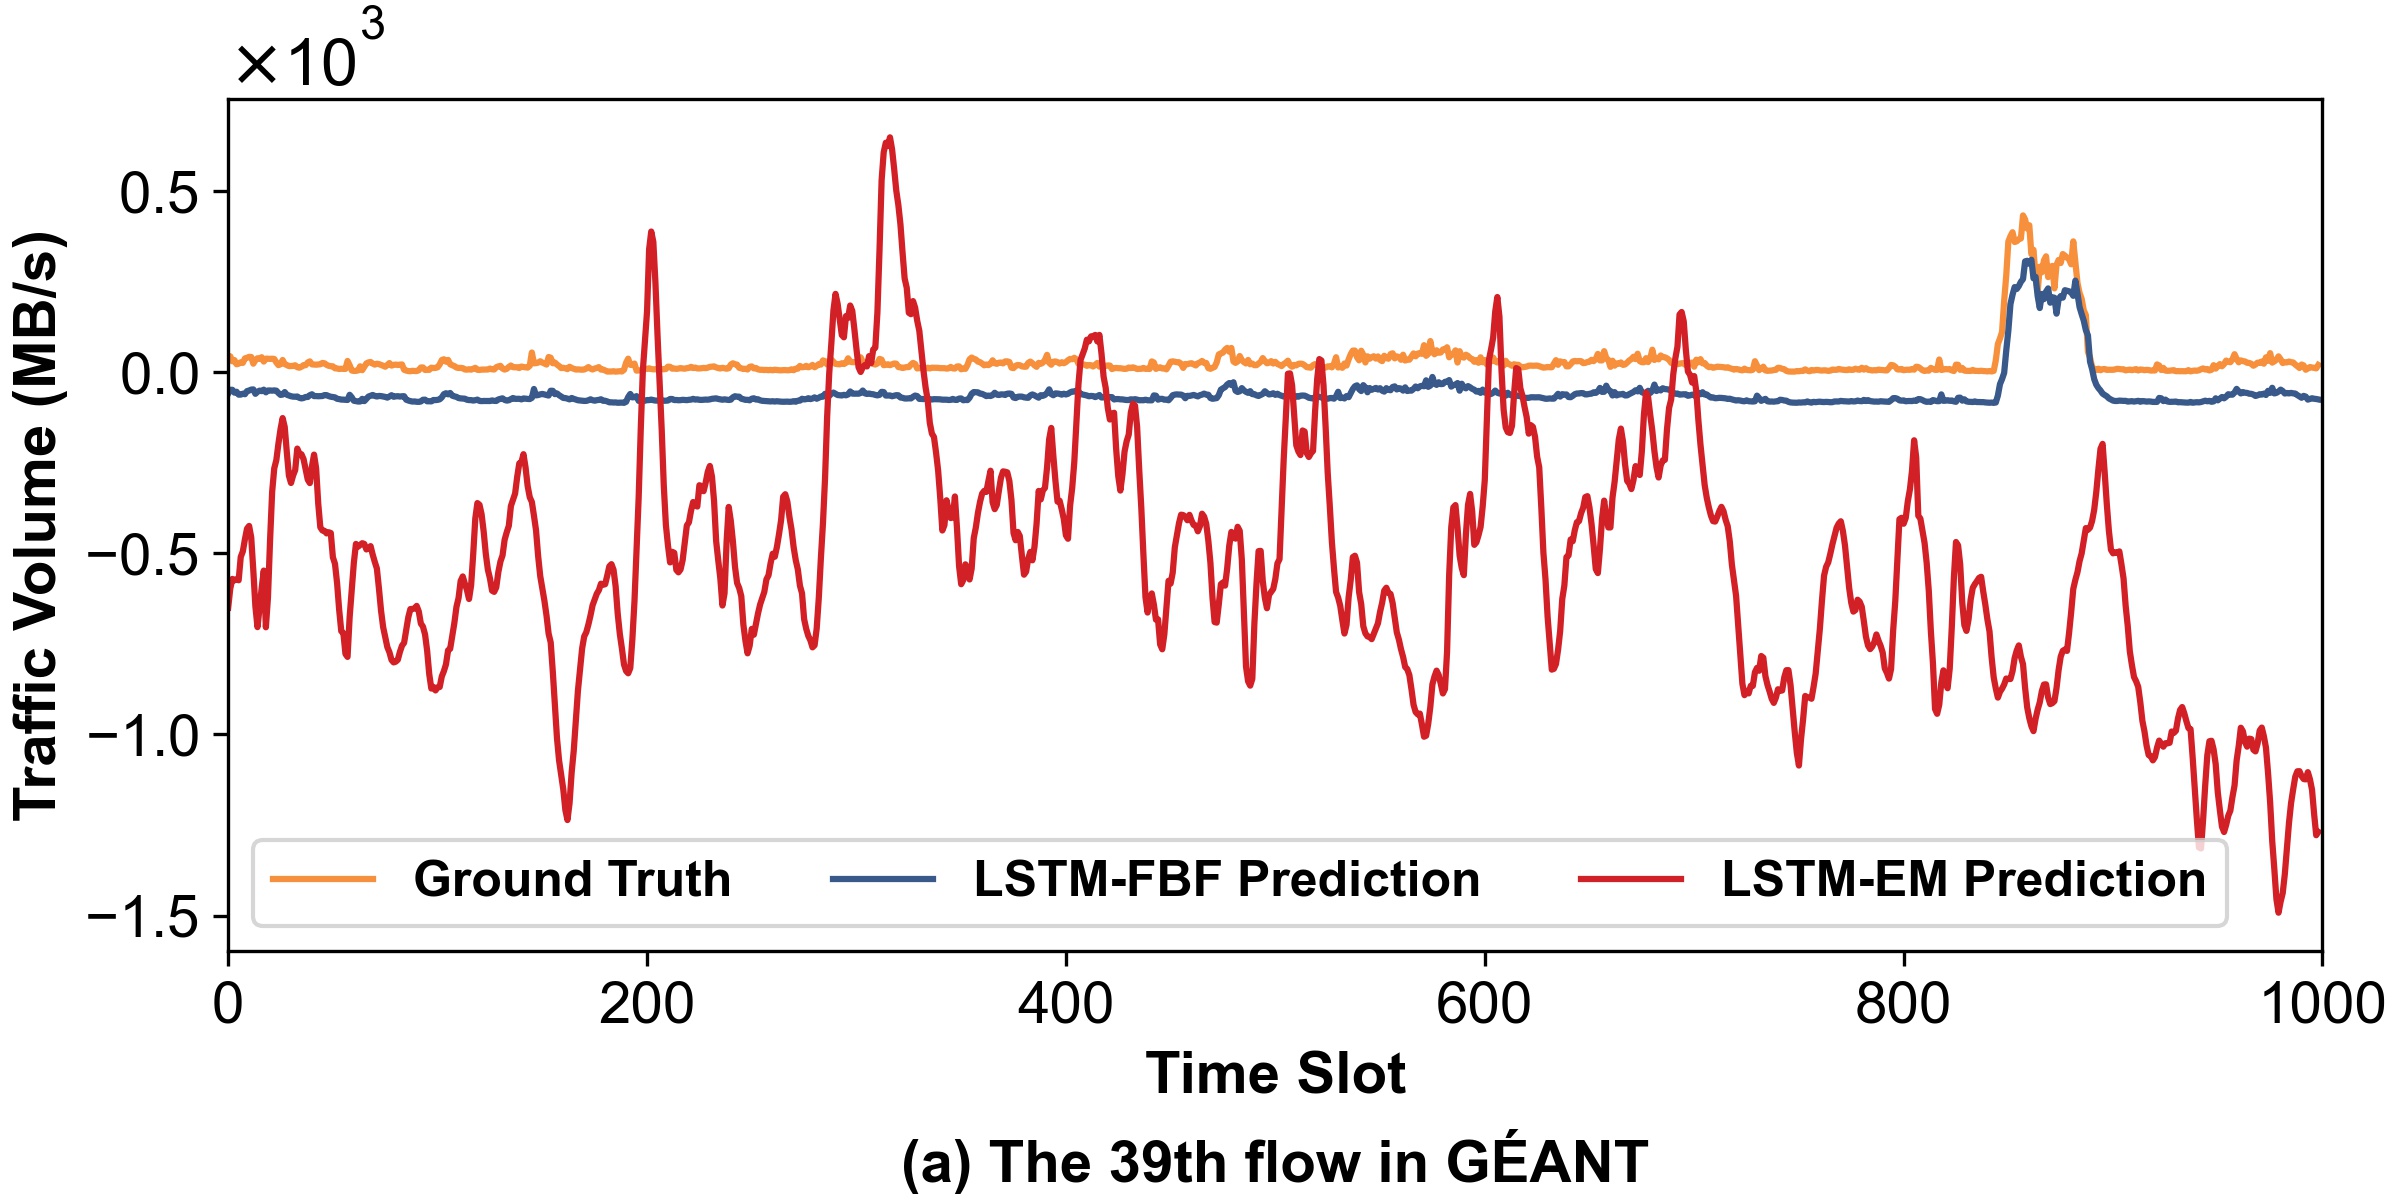 ×10³
0.5
0.0
−0.5
−1.0
−1.5
Traffic Volume (MB/s)
Ground Truth LSTM-FBF Prediction LSTM-EM Prediction
0 200 400 600 800 1000
Time Slot
(a) The 39th flow in GÉANT